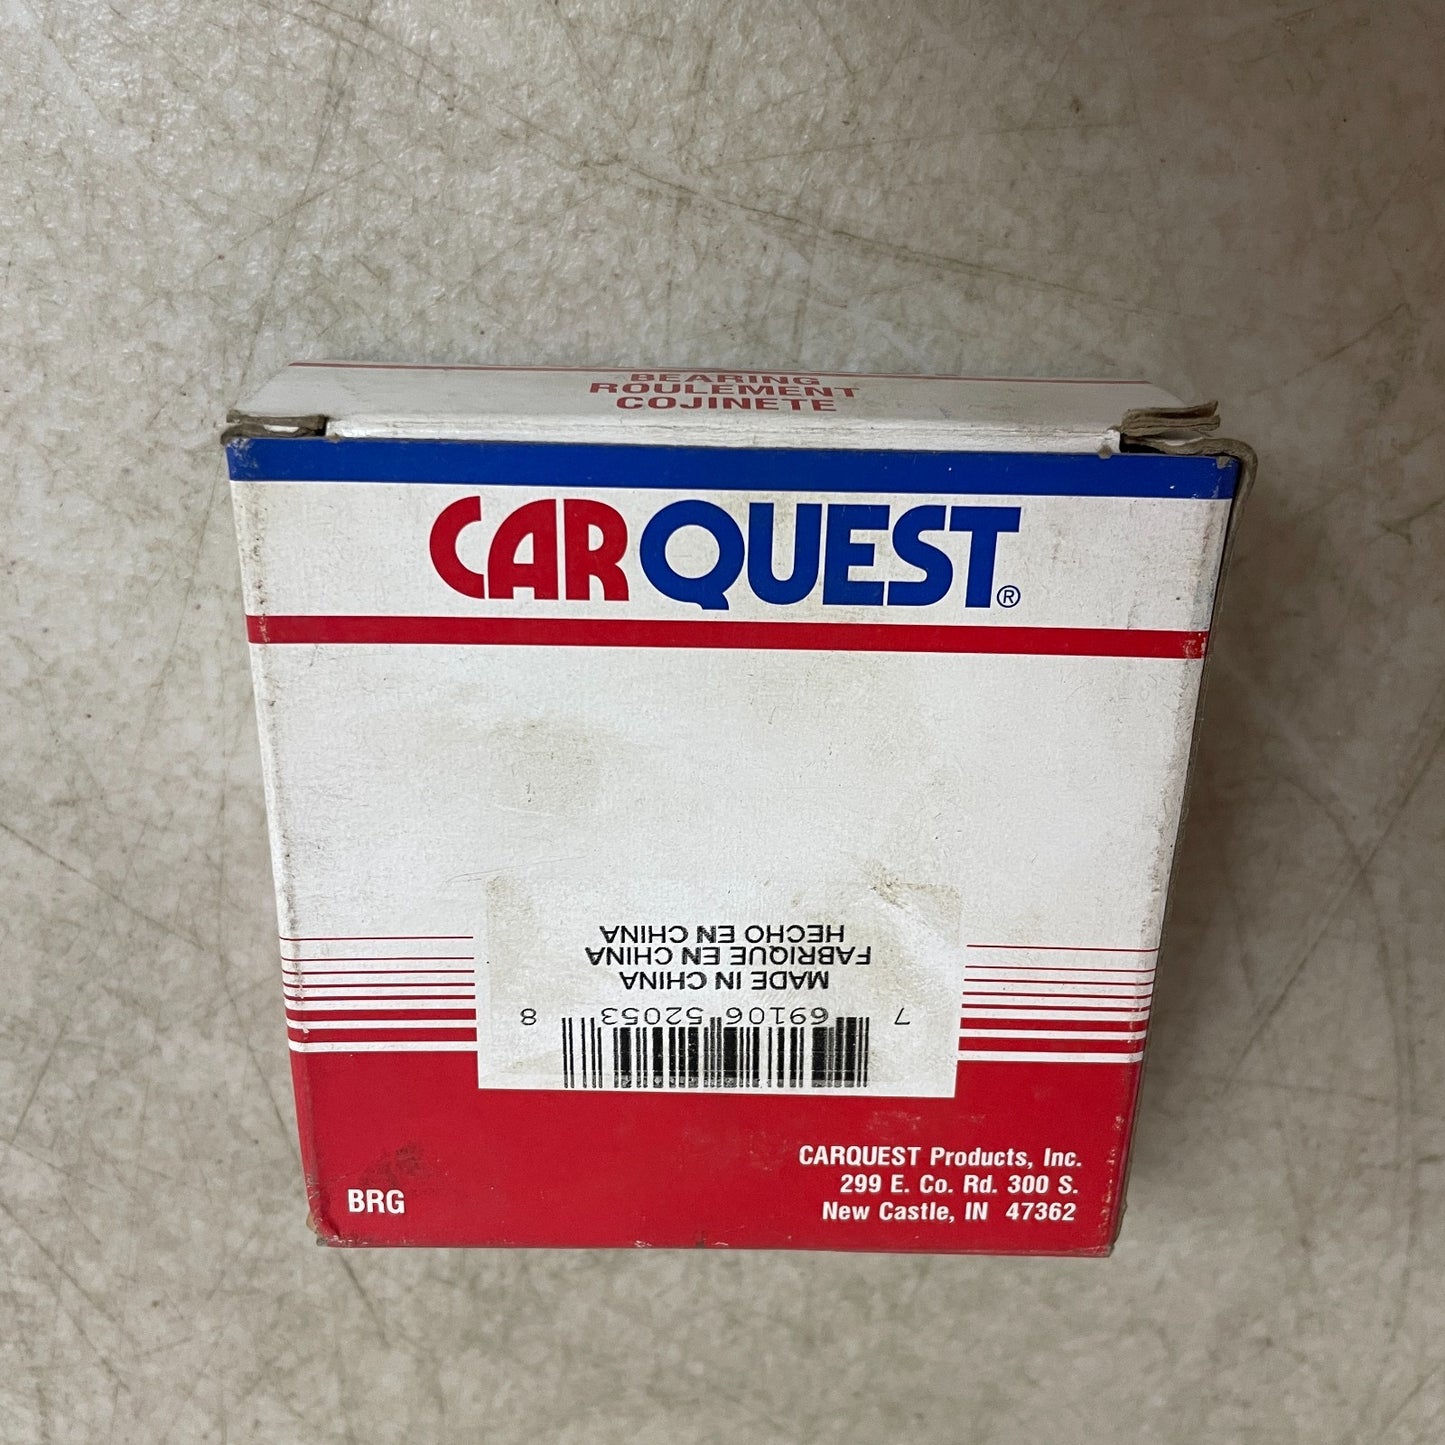 BEARING
ROULEMENT
COJINETE
CARQUEST®
MADE IN CHINA
FABRIQUE EN CHINA
HECHO EN CHINA
7 69106 52053 8
BRG
CARQUEST Products, Inc.
299 E. Co. Rd. 300 S.
New Castle, IN 47362